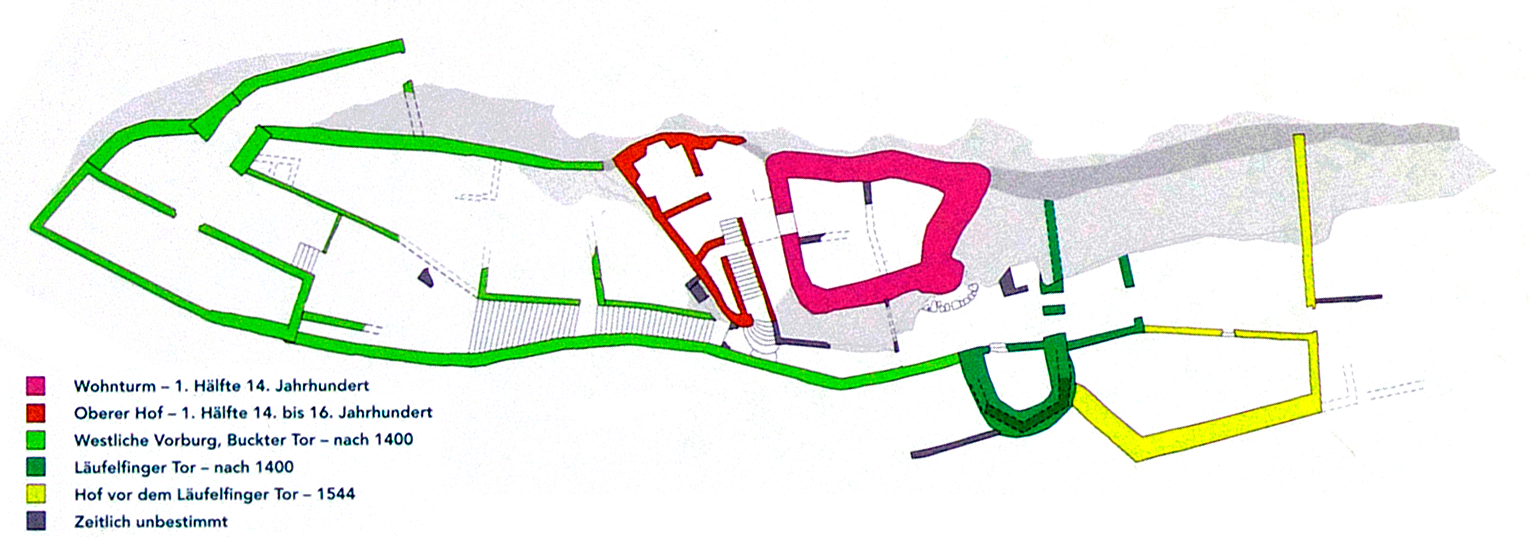 Wohnturm – 1. Hälfte 14. Jahrhundert
Oberer Hof – 1. Hälfte 14. bis 16. Jahrhundert
Westliche Vorburg, Buckter Tor – nach 1400
Läufelfinger Tor – nach 1400
Hof vor dem Läufelfinger Tor – 1544
Zeitlich unbestimmt